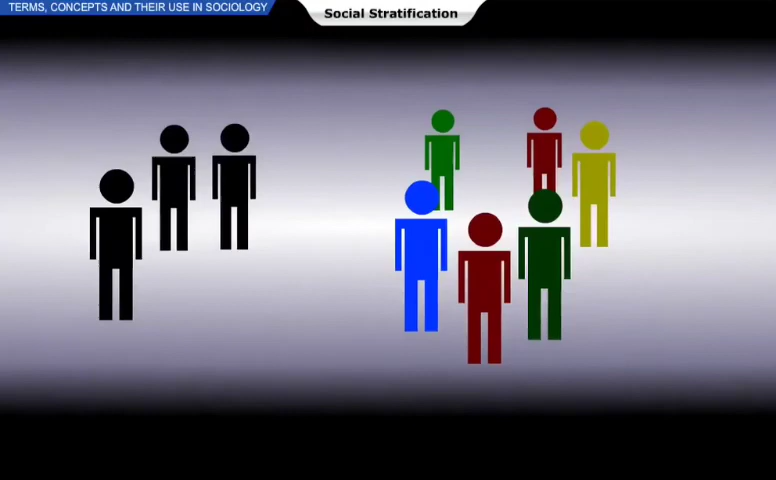 TERMS, CONCEPTS AND THEIR USE IN SOCIOLOGY
Social Stratification